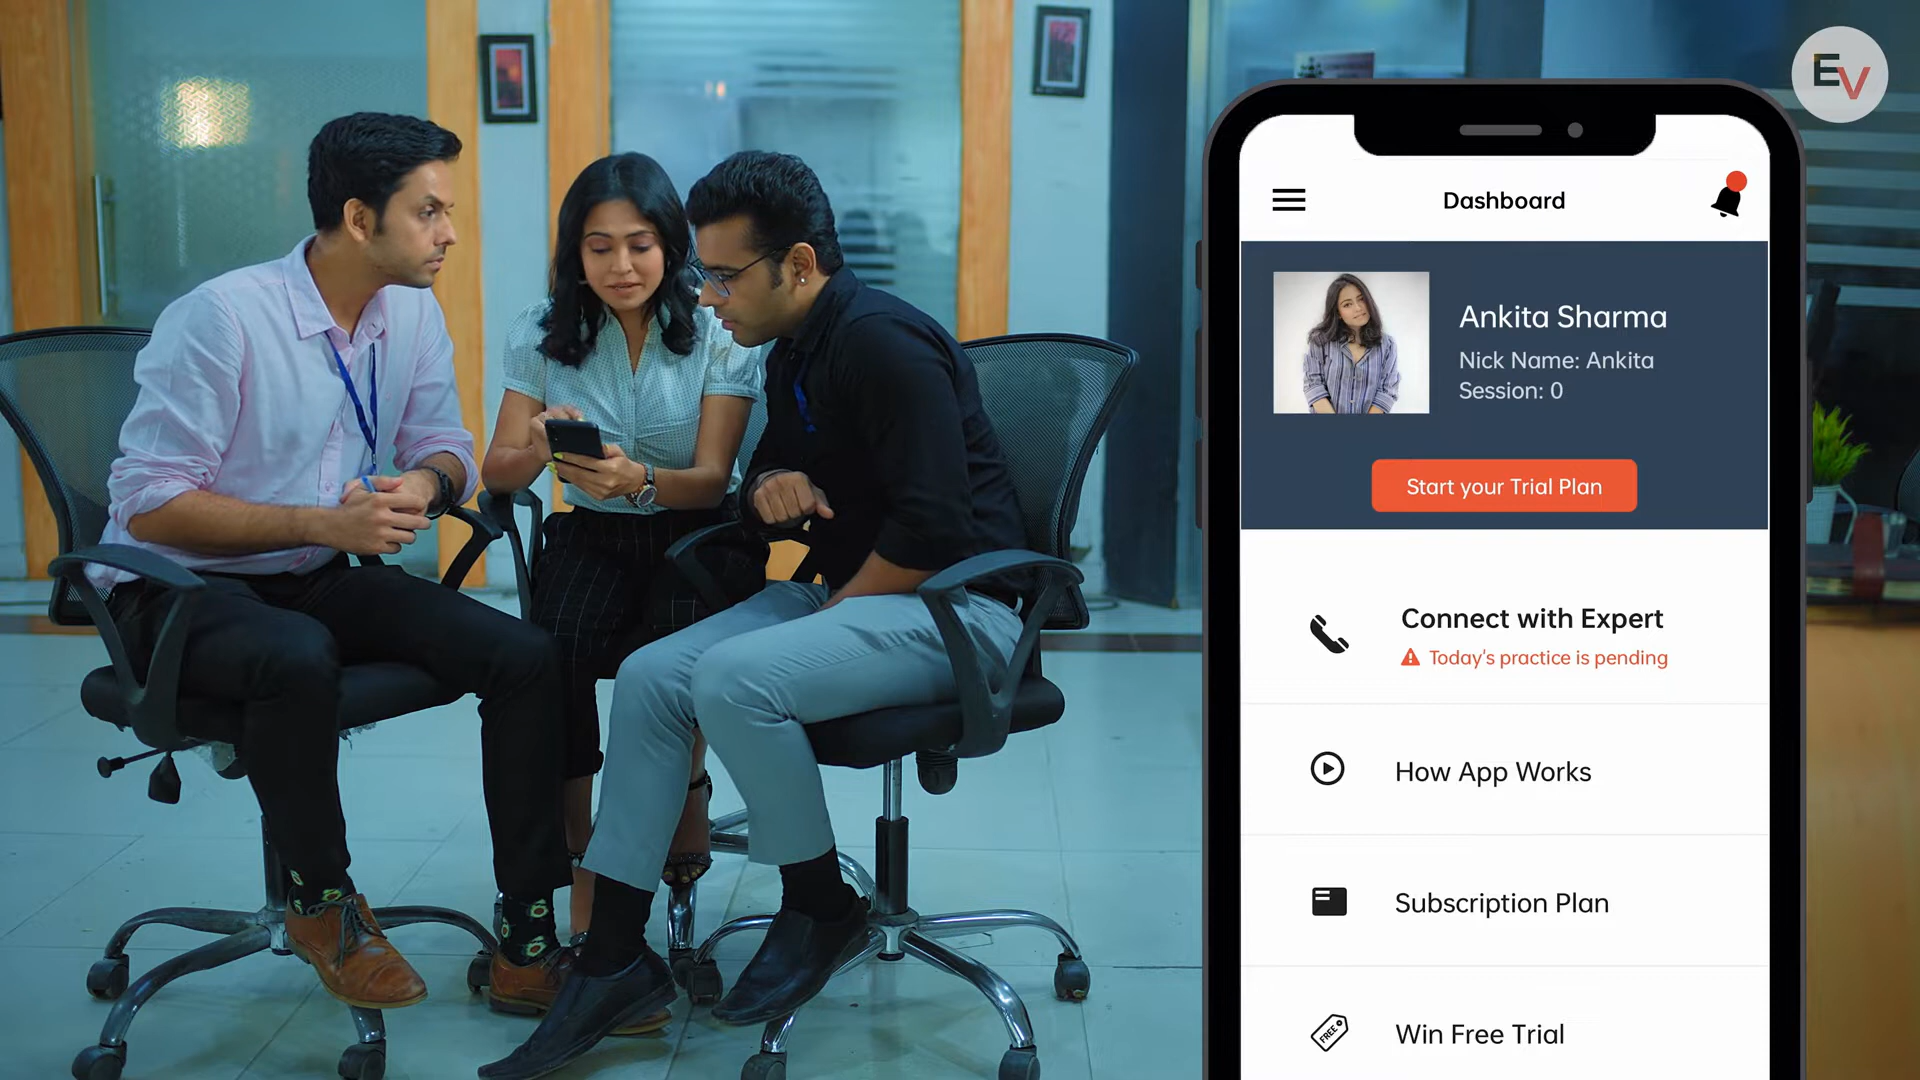 EV
Dashboard
Ankita Sharma
Nick Name: Ankita
Session: 0
Start your Trial Plan
Connect with Expert
Today's practice is pending
How App Works
Subscription Plan
FREE
Win Free Trial